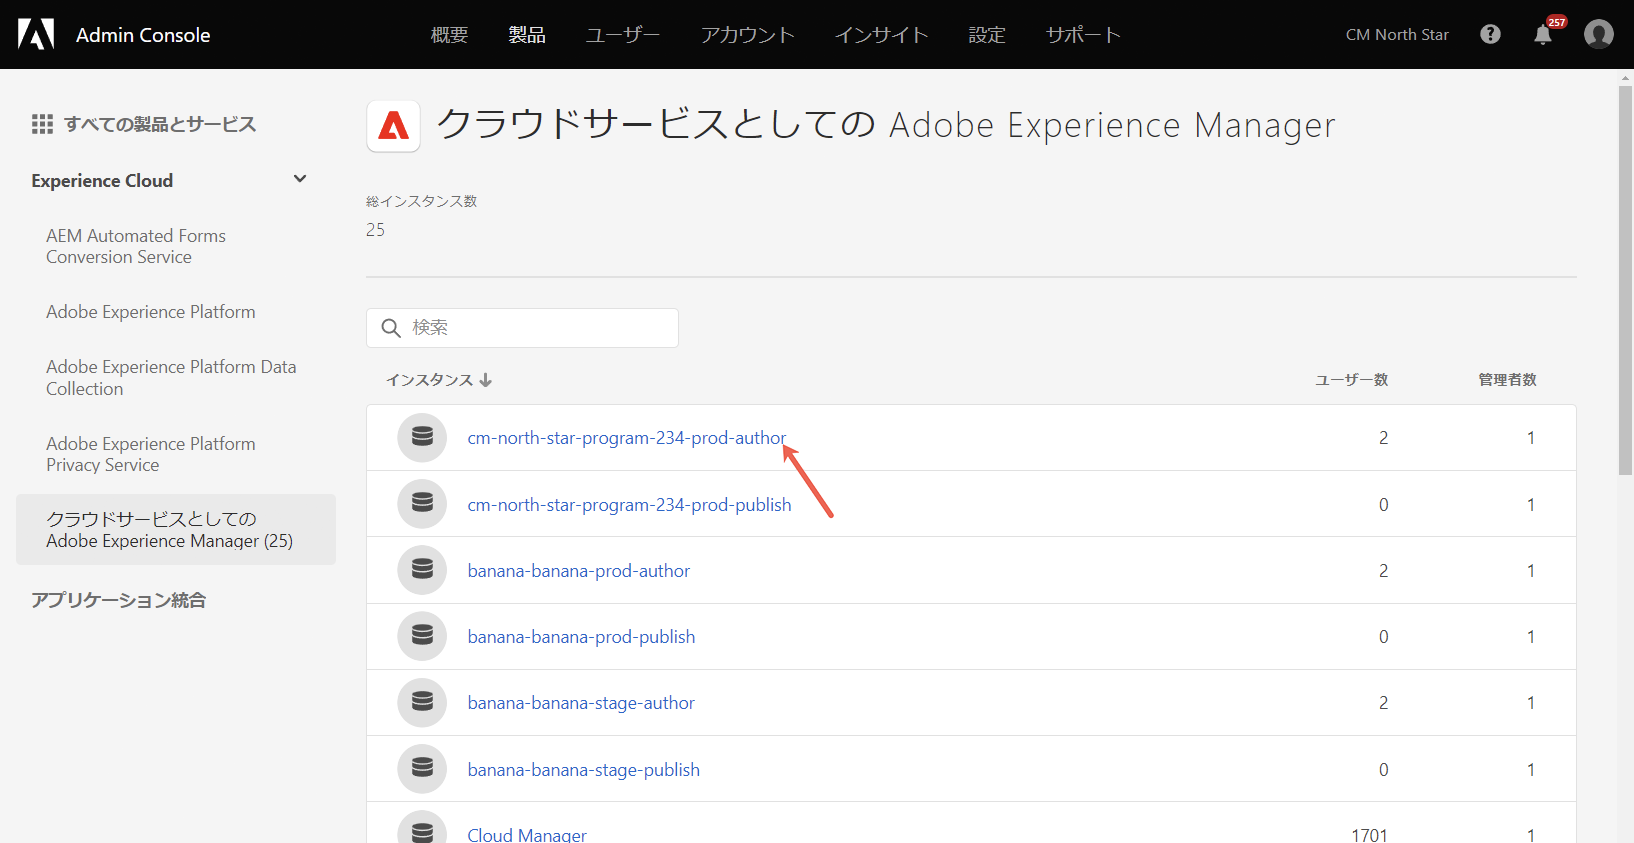 Admin Console
概要 製品 ユーザー アカウント インサイト 設定 サポート
CM North Star
257
すべての製品とサービス
Experience Cloud
AEM Automated Forms
Conversion Service
Adobe Experience Platform
Adobe Experience Platform Data
Collection
Adobe Experience Platform
Privacy Service
クラウドサービスとしての
Adobe Experience Manager (25)
アプリケーション統合
クラウドサービスとしての Adobe Experience Manager
総インスタンス数
25
検索
インスタンス ユーザー数 管理者数
cm-north-star-program-234-prod-author 2 1
cm-north-star-program-234-prod-publish 0 1
banana-banana-prod-author 2 1
banana-banana-prod-publish 0 1
banana-banana-stage-author 2 1
banana-banana-stage-publish 0 1
Cloud Manager 1701 1